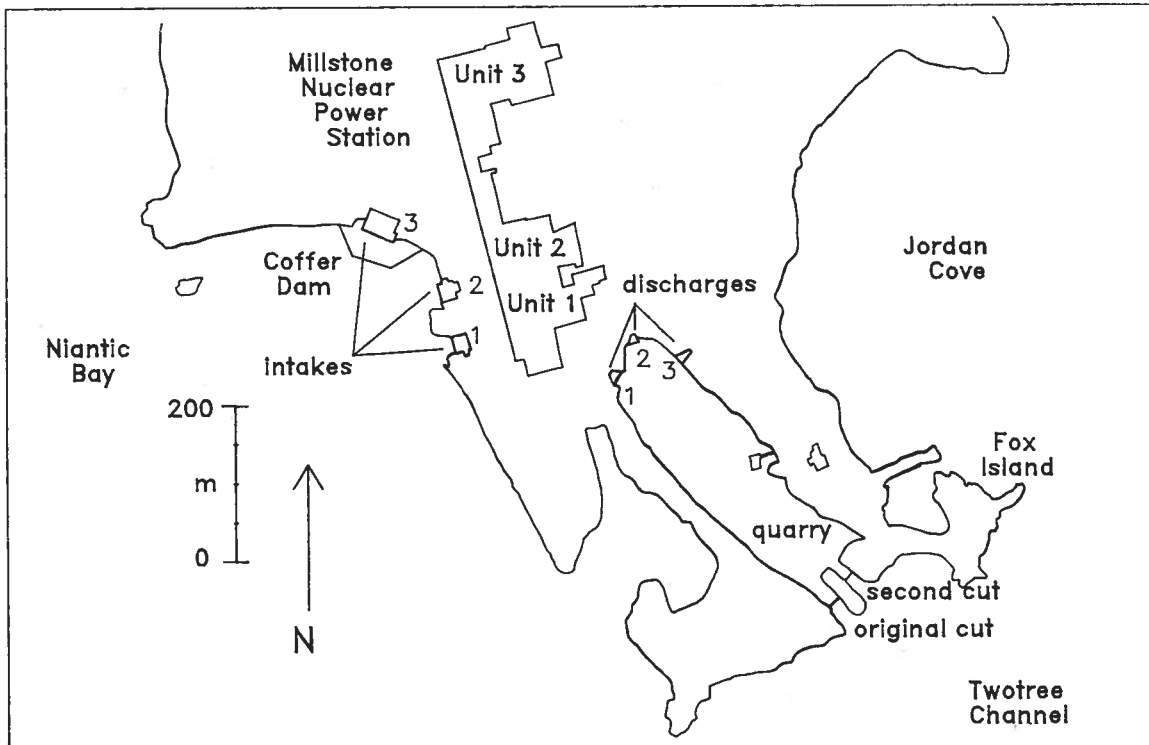 Millstone
Nuclear
Power
Station
Unit 3
3
Coffer
Dam
2
Unit 2
Unit 1
discharges
Jordan
Cove
Niantic
Bay
intakes
1
2
3
1
200
m
0
N
Fox
Island
quarry
second cut
original cut
Twotree
Channel